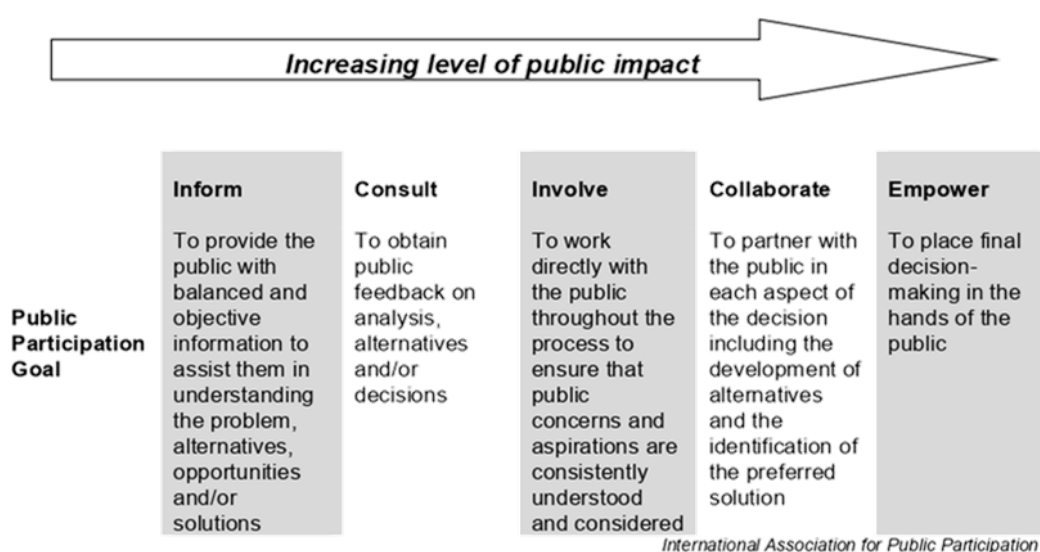 Increasing level of public impact
Public
Participation
Goal
Inform
To provide the
public with
balanced and
objective
information to
assist them in
understanding
the problem,
alternatives,
opportunities
and/or
solutions
Consult
To obtain
public
feedback on
analysis,
alternatives
and/or
decisions
Involve
To work
directly with
the public
throughout the
process to
ensure that
public
concerns and
aspirations are
consistently
understood
and considered
Collaborate
To partner with
the public in
each aspect of
the decision
including the
development of
alternatives
and the
identification of
the preferred
solution
Empower
To place final
decision-
making in the
hands of the
public
International Association for Public Participation